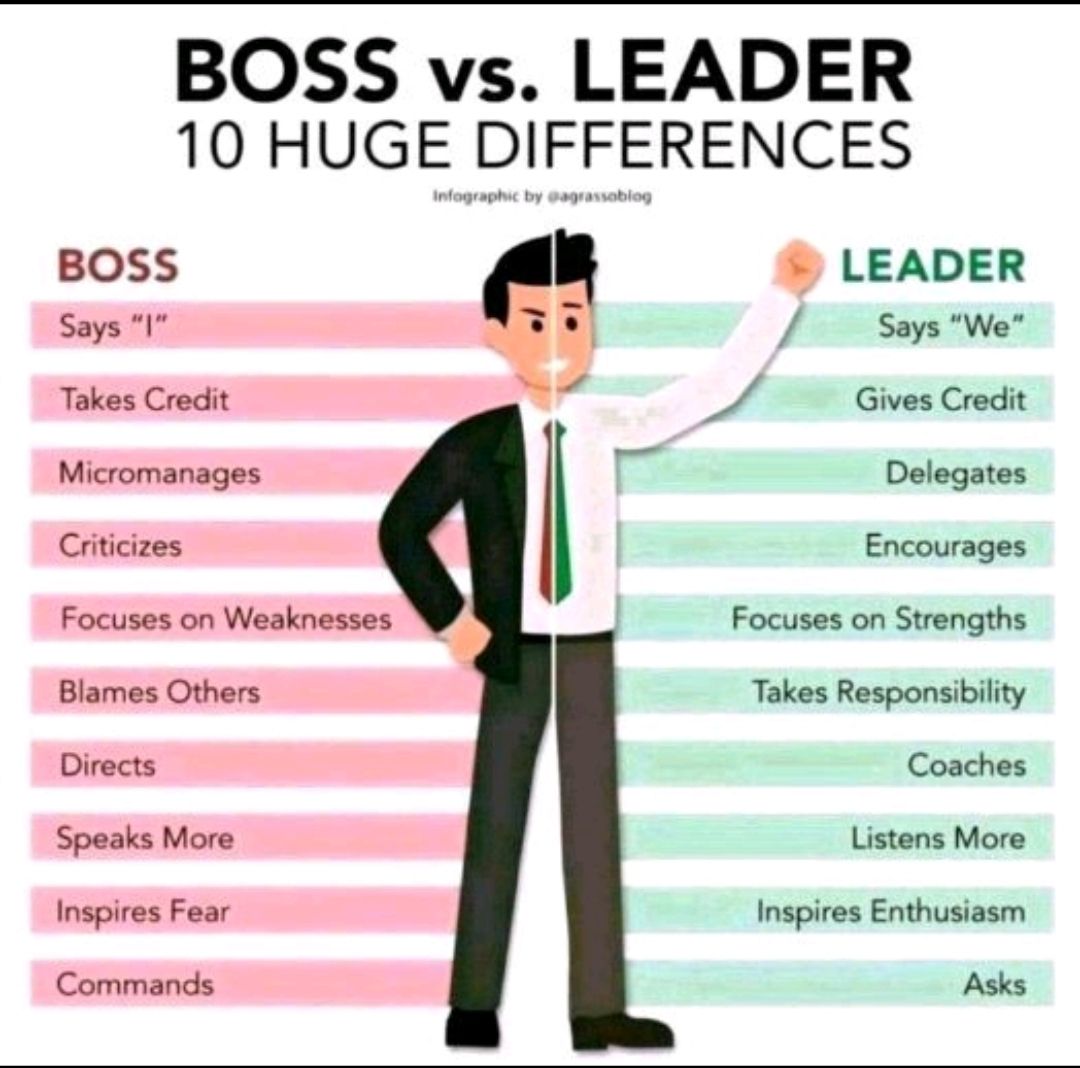 BOSS vs. LEADER
10 HUGE DIFFERENCES
Infographic by @agrassoblog
BOSS
LEADER
Says "I"
Says "We"
Takes Credit
Gives Credit
Micromanages
Delegates
Criticizes
Encourages
Focuses on Weaknesses
Focuses on Strengths
Blames Others
Takes Responsibility
Directs
Coaches
Speaks More
Listens More
Inspires Fear
Inspires Enthusiasm
Commands
Asks